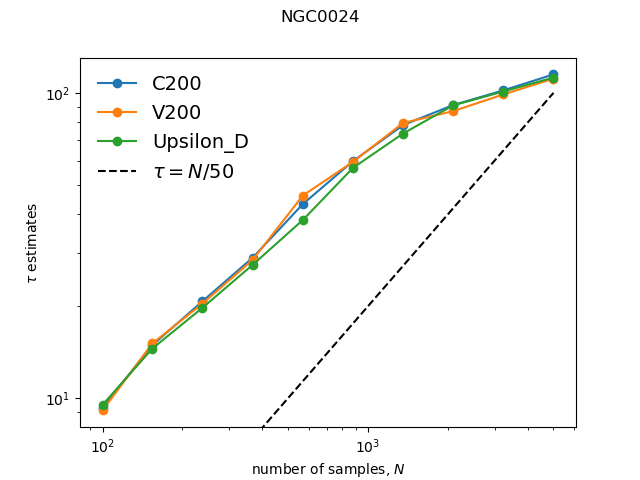 NGC0024
C200
V200
Upsilon_D
τ = N/50
10²
10¹
τ estimates
10²
10³
number of samples, N